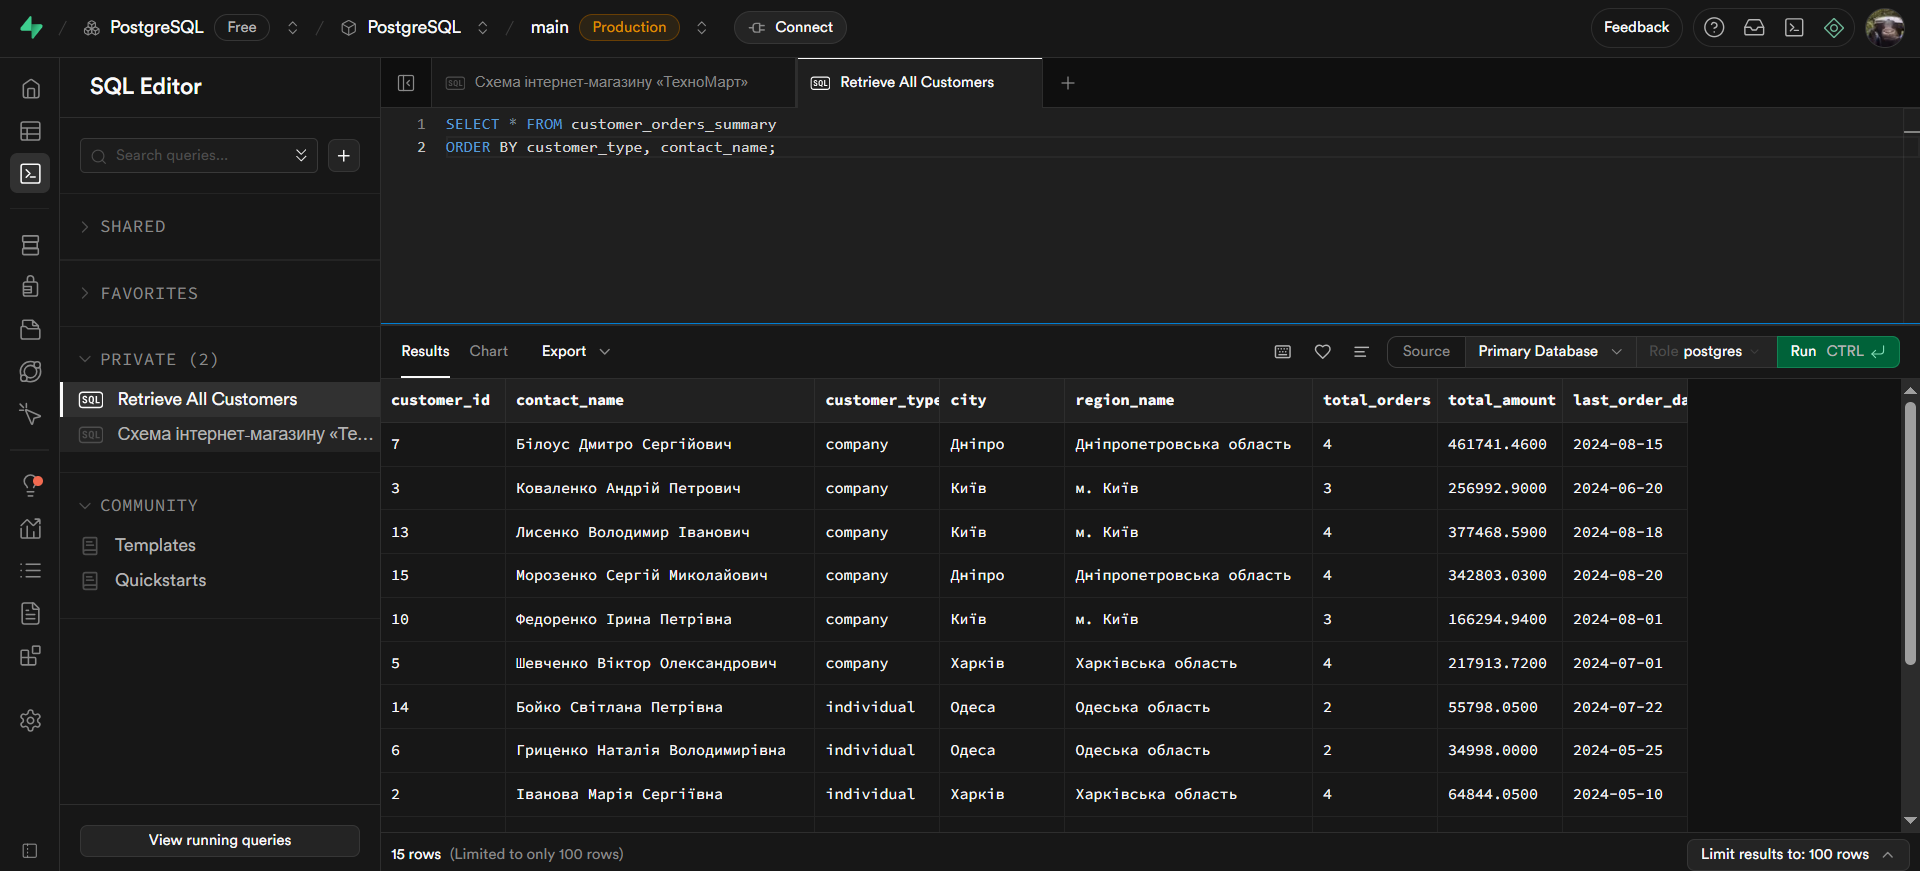 PostgreSQL Free PostgreSQL main Production Connect Feedback
SQL Editor
Search queries...
SHARED
FAVORITES
PRIVATE (2)
SQL Retrieve All Customers
SQL Схема інтернет-магазину «Те...
COMMUNITY
Templates
Quickstarts
View running queries
SQL Схема інтернет-магазину «ТехноМарт» SQL Retrieve All Customers
1 SELECT * FROM customer_orders_summary
2 ORDER BY customer_type, contact_name;
Results Chart Export Source Primary Database Role postgres Run CTRL
customer_id contact_name customer_type city region_name total_orders total_amount last_order_da
7 Білоус Дмитро Сергійович company Дніпро Дніпропетровська область 4 461741.4600 2024-08-15
3 Коваленко Андрій Петрович company Київ м. Київ 3 256992.9000 2024-06-20
13 Лисенко Володимир Іванович company Київ м. Київ 4 377468.5900 2024-08-18
15 Морозенко Сергій Миколайович company Дніпро Дніпропетровська область 4 342803.0300 2024-08-20
10 Федоренко Ірина Петрівна company Київ м. Київ 3 166294.9400 2024-08-01
5 Шевченко Віктор Олександрович company Харків Харківська область 4 217913.7200 2024-07-01
14 Бойко Світлана Петрівна individual Одеса Одеська область 2 55798.0500 2024-07-22
6 Гриценко Наталія Володимирівна individual Одеса Одеська область 2 34998.0000 2024-05-25
2 Іванова Марія Сергіївна individual Харків Харківська область 4 64844.0500 2024-05-10
15 rows (Limited to only 100 rows) Limit results to: 100 rows